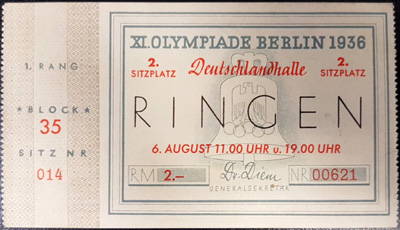 1. RANG
★BLOCK★
35
SITZ NR
014
XI. OLYMPIADE BERLIN 1936
2.
SITZPLATZ
Deutschlandhalle
2.
SITZPLATZ
RINGEN
6. AUGUST 11.00 UHR u. 19.00 UHR
RM 2.–
Dr. Diem
GENERALSEKRETÄR
NR 00621